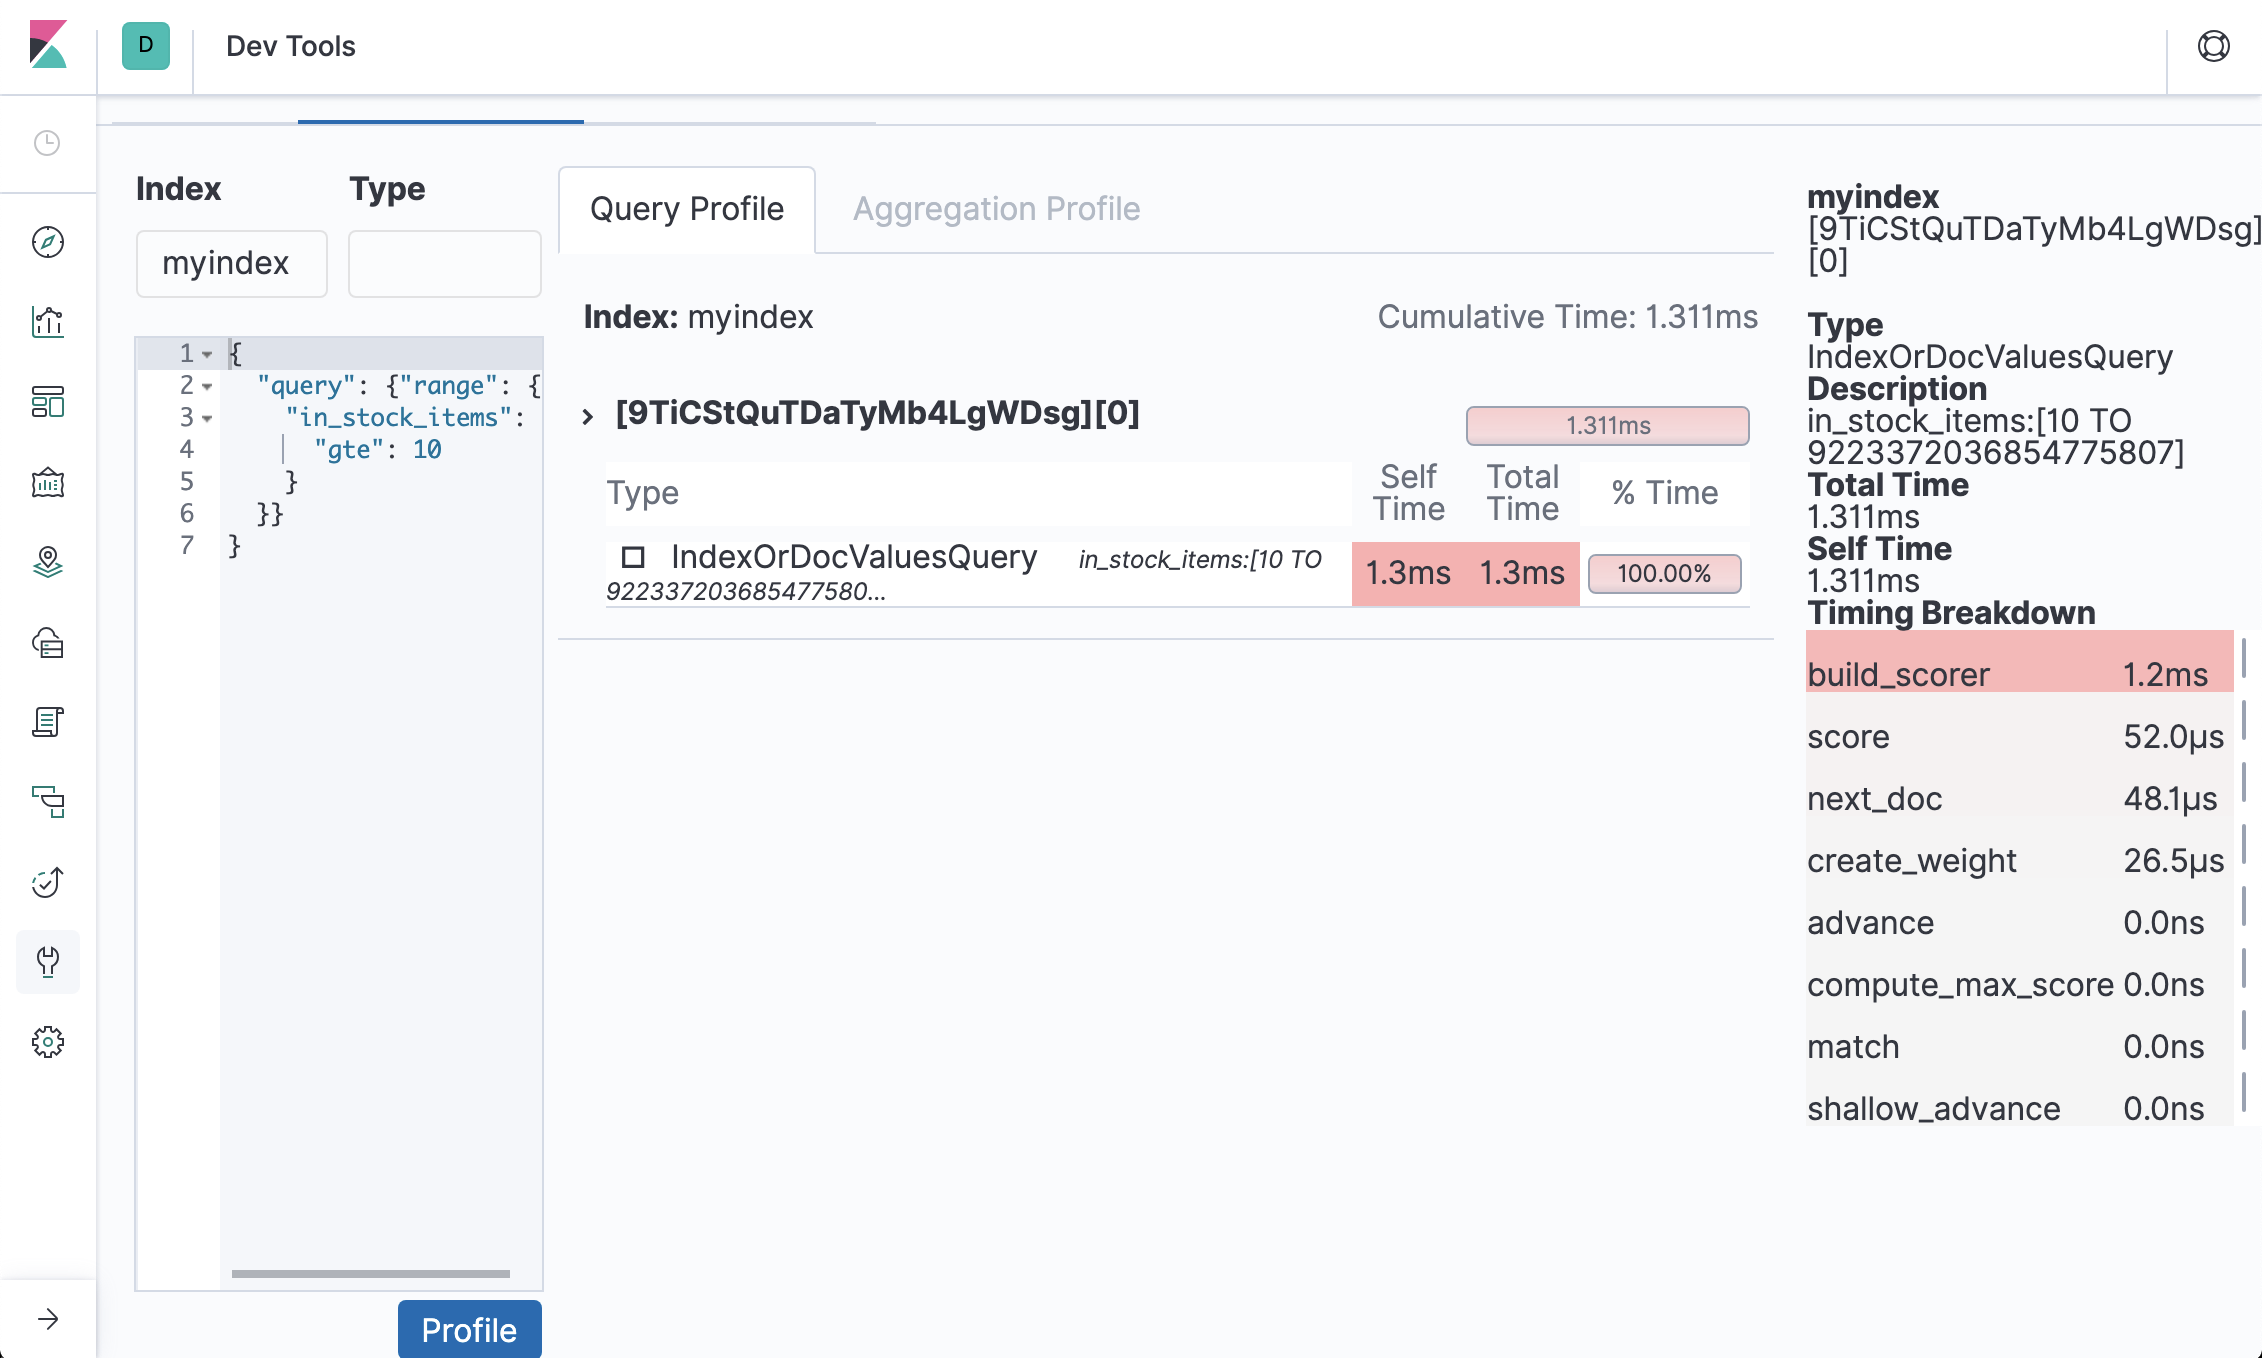 D
Dev Tools
Index
Type
myindex
1
{
2
"query": {"range": {
3
"in_stock_items":
4
"gte": 10
5
}
6
}}
7
}
Profile
Query Profile
Aggregation Profile
Index: myindex
Cumulative Time: 1.311ms
[9TiCStQuTDaTyMb4LgWDsg][0]
1.311ms
Type
Self
Time
Total
Time
% Time
IndexOrDocValuesQuery in_stock_items:[10 TO
922337203685477580...
1.3ms
1.3ms
100.00%
myindex
[9TiCStQuTDaTyMb4LgWDsg]
[0]
Type
IndexOrDocValuesQuery
Description
in_stock_items:[10 TO
9223372036854775807]
Total Time
1.311ms
Self Time
1.311ms
Timing Breakdown
build_scorer 1.2ms
score 52.0µs
next_doc 48.1µs
create_weight 26.5µs
advance 0.0ns
compute_max_score 0.0ns
match 0.0ns
shallow_advance 0.0ns